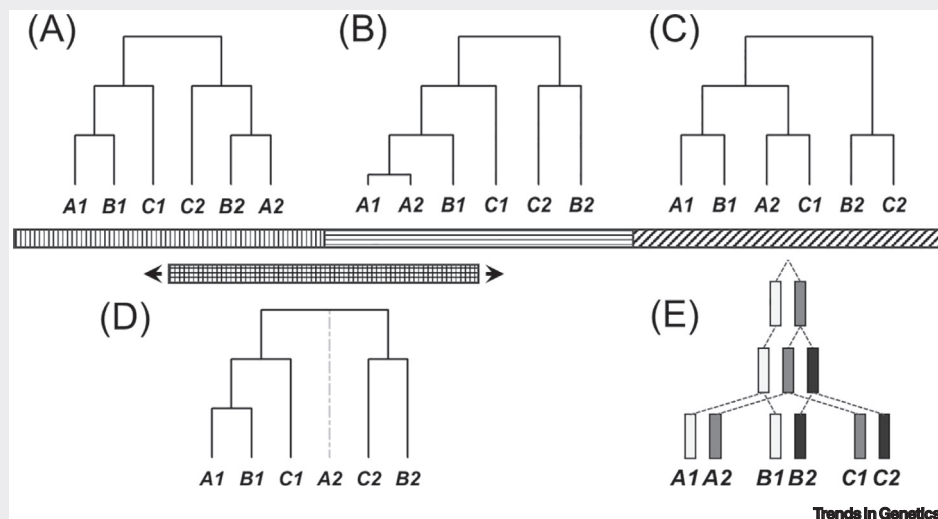 (A) (B) (C)
A1 B1 C1 C2 B2 A2 A1 A2 B1 C1 C2 B2 A1 B1 A2 C1 B2 C2
(D) (E)
A1 B1 C1 A2 C2 B2 A1 A2 B1 B2 C1 C2
Trends in Genetics